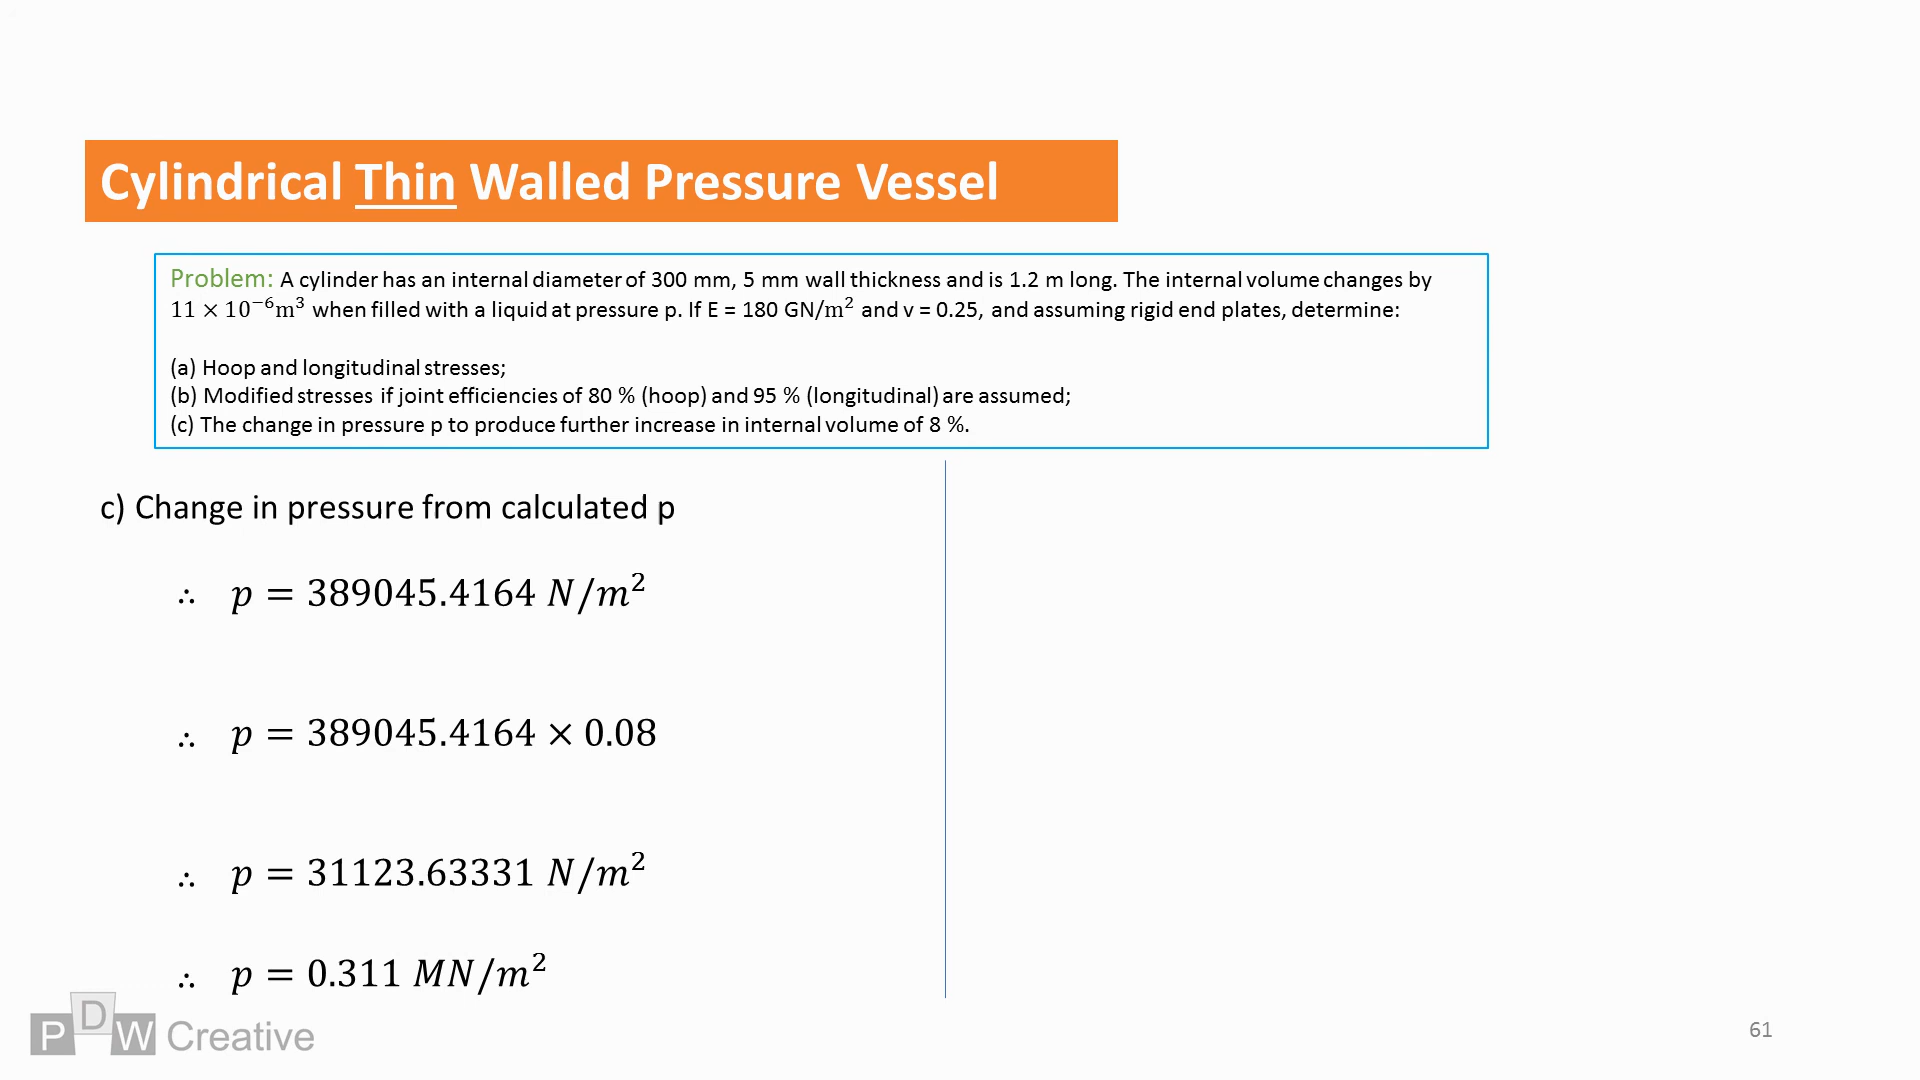 Cylindrical Thin Walled Pressure Vessel
Problem: A cylinder has an internal diameter of 300 mm, 5 mm wall thickness and is 1.2 m long. The internal volume changes by
11 × 10⁻⁶m³ when filled with a liquid at pressure p. If E = 180 GN/m² and v = 0.25, and assuming rigid end plates, determine:
(a) Hoop and longitudinal stresses;
(b) Modified stresses if joint efficiencies of 80 % (hoop) and 95 % (longitudinal) are assumed;
(c) The change in pressure p to produce further increase in internal volume of 8 %.
c) Change in pressure from calculated p
∴ p = 389045.4164 N/m²
∴ p = 389045.4164 × 0.08
∴ p = 31123.63331 N/m²
∴ p = 0.311 MN/m²
PDW Creative
61